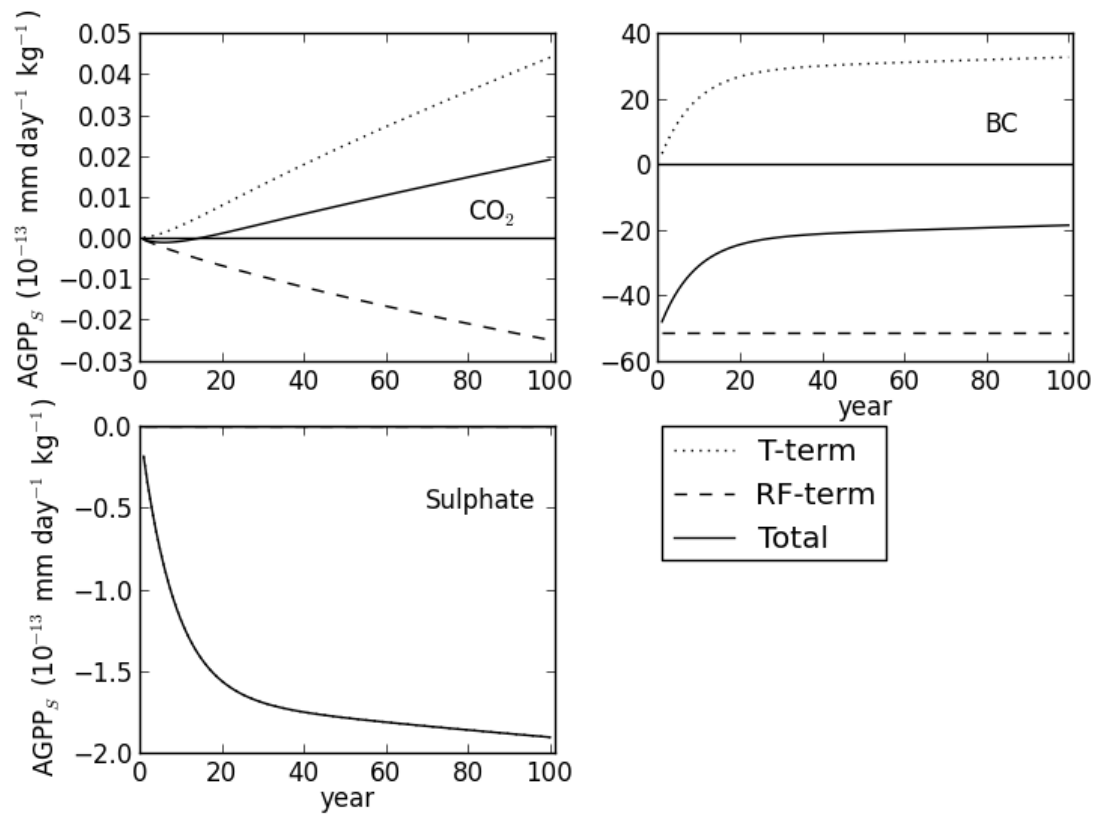 AGPP_S (10^−13 mm day^−1 kg^−1)
0.05
0.04
0.03
0.02
0.01
0.00
−0.01
−0.02
−0.03
CO₂
0 20 40 60 80 100
40
20
0
−20
−40
−60
BC
0 20 40 60 80 100
year
AGPP_S (10^−13 mm day^−1 kg^−1)
0.0
−0.5
−1.0
−1.5
−2.0
Sulphate
0 20 40 60 80 100
year
T-term
RF-term
Total